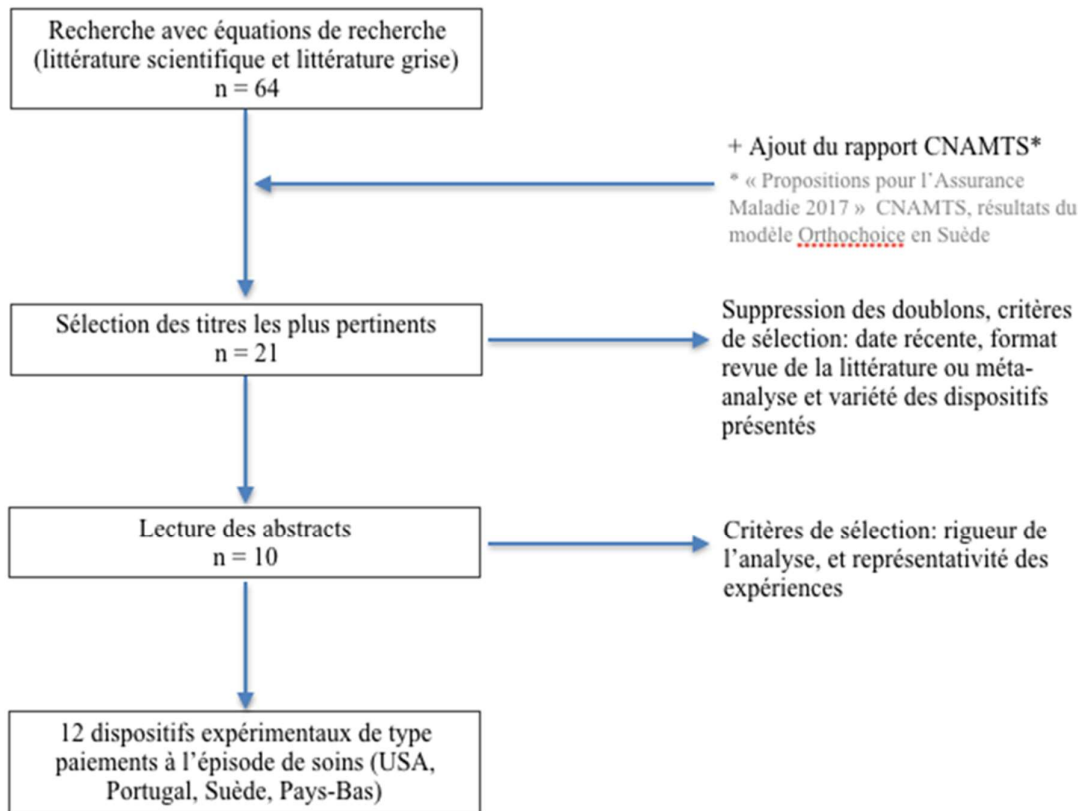 Recherche avec équations de recherche
(littérature scientifique et littérature grise)
n = 64
+ Ajout du rapport CNAMTS*
* « Propositions pour l’Assurance
Maladie 2017 » CNAMTS, résultats du
modèle Orthochoice en Suède
Sélection des titres les plus pertinents
n = 21
Suppression des doublons, critères
de sélection: date récente, format
revue de la littérature ou méta-
analyse et variété des dispositifs
présentés
Lecture des abstracts
n = 10
Critères de sélection: rigueur de
l’analyse, et représentativité des
expériences
12 dispositifs expérimentaux de type
paiements à l’épisode de soins (USA,
Portugal, Suède, Pays-Bas)